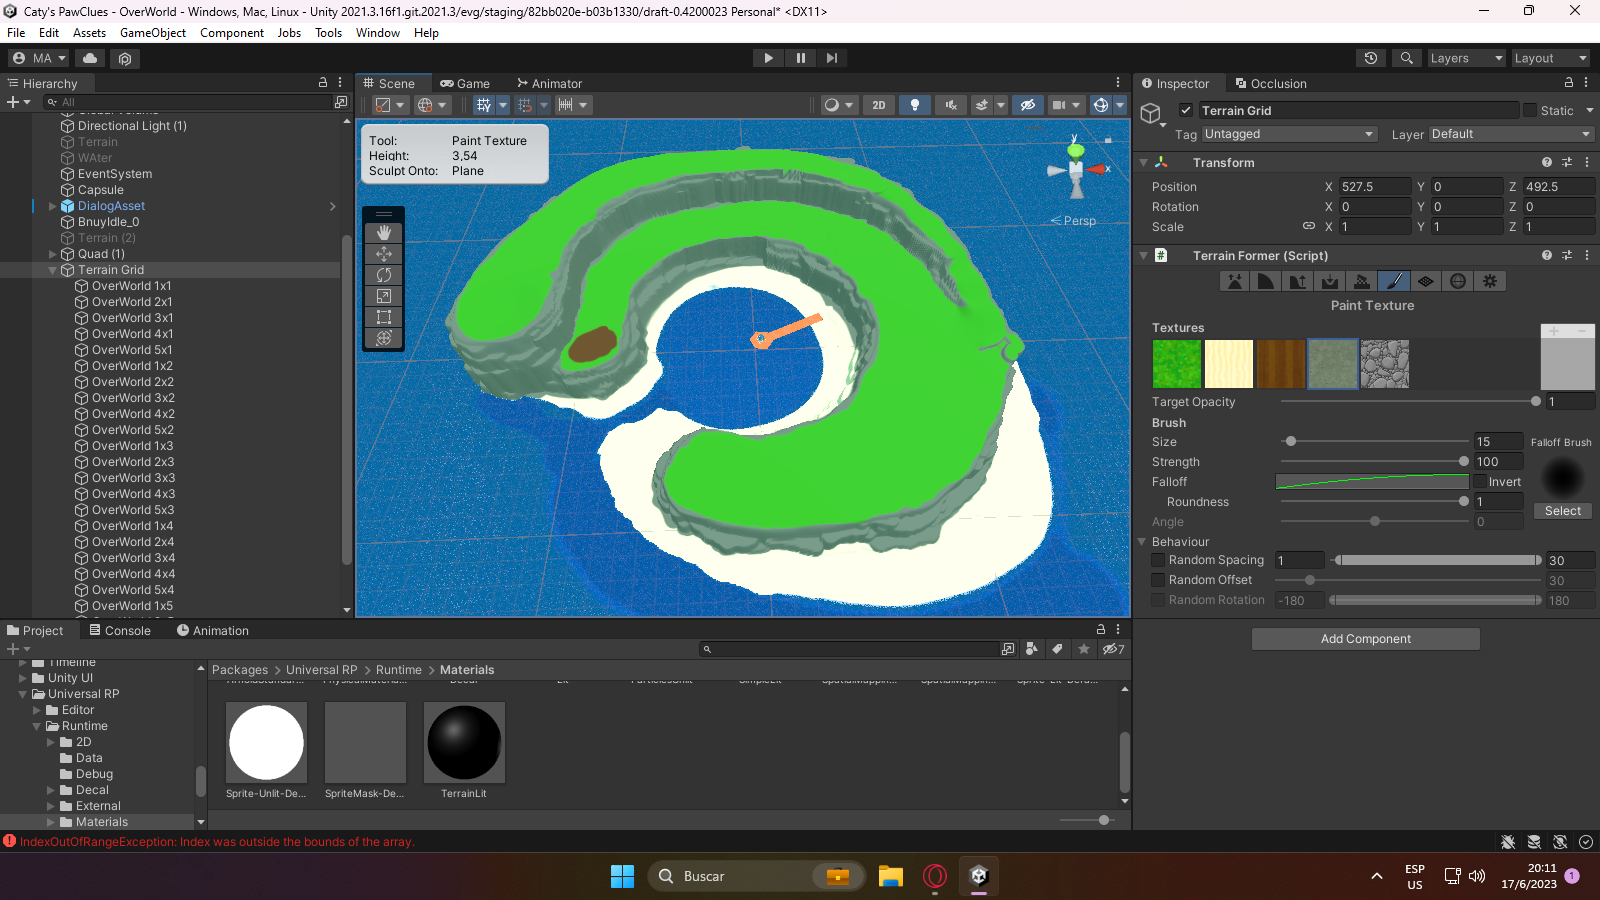 Caty's PawClues - OverWorld - Windows, Mac, Linux - Unity 2021.3.16f1.git.2021.3/evg/staging/82bb020e-b03b1330/draft-0.4200023 Personal* <DX11>
File Edit Assets GameObject Component Jobs Tools Window Help
MA Layers Layout
Hierarchy
All
Directional Light (1)
Terrain
WAter
EventSystem
Capsule
DialogAsset
BnuyIdle_0
Terrain (2)
Quad (1)
Terrain Grid
OverWorld 1x1
OverWorld 2x1
OverWorld 3x1
OverWorld 4x1
OverWorld 5x1
OverWorld 1x2
OverWorld 2x2
OverWorld 3x2
OverWorld 4x2
OverWorld 5x2
OverWorld 1x3
OverWorld 2x3
OverWorld 3x3
OverWorld 4x3
OverWorld 5x3
OverWorld 1x4
OverWorld 2x4
OverWorld 3x4
OverWorld 4x4
OverWorld 5x4
OverWorld 1x5
Scene Game Animator
2D
Tool: Paint Texture
Height: 3,54
Sculpt Onto: Plane
y
x
Persp
Inspector Occlusion
Terrain Grid Static
Tag Untagged Layer Default
Transform
Position X 527.5 Y 0 Z 492.5
Rotation X 0 Y 0 Z 0
Scale X 1 Y 1 Z 1
Terrain Former (Script)
Paint Texture
Textures
Target Opacity 1
Brush
Size 15 Falloff Brush
Strength 100
Falloff Invert
Roundness 1
Select
Angle 0
Behaviour
Random Spacing 1 30
Random Offset 30
Random Rotation -180 180
Add Component
Project Console Animation
7
Timeline
Unity UI
Universal RP
Editor
Runtime
2D
Data
Debug
Decal
External
Materials
Packages > Universal RP > Runtime > Materials
Sprite-Unlit-De... SpriteMask-De... TerrainLit
IndexOutOfRangeException: Index was outside the bounds of the array.
Buscar
ESP
US
20:11
17/6/2023
1